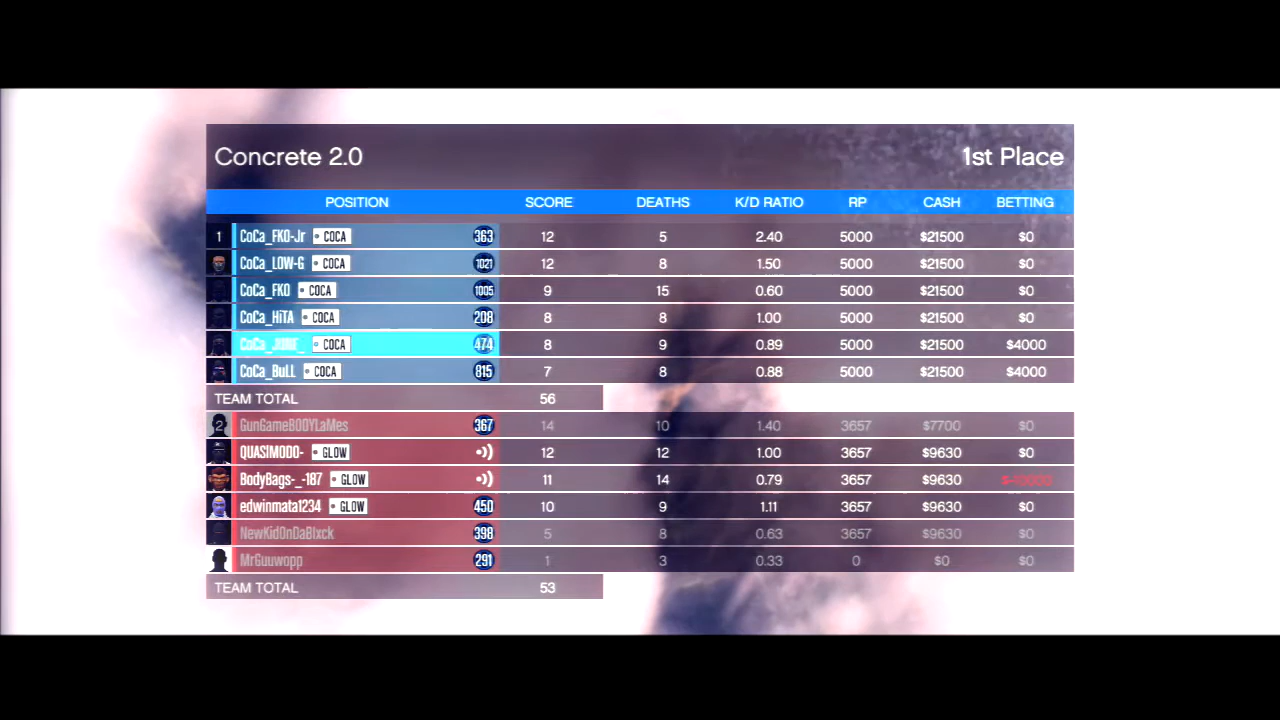 Concrete 2.0 1st Place
POSITION SCORE DEATHS K/D RATIO RP CASH BETTING
1 CoCa_FKO-Jr COCA 363 12 5 2.40 5000 $21500 $0
CoCa_LOW-G COCA 1021 12 8 1.50 5000 $21500 $0
CoCa_FKO COCA 1005 9 15 0.60 5000 $21500 $0
CoCa_HiTA COCA 208 8 8 1.00 5000 $21500 $0
COCA 474 8 9 0.89 5000 $21500 $4000
CoCa_BuLL COCA 815 7 8 0.88 5000 $21500 $4000
TEAM TOTAL 56
2 GunGameBODYLaMes 367 14 10 1.40 3657 $7700 $0
QUASIMODO- GLOW 12 12 1.00 3657 $9630 $0
BodyBags-_-187 GLOW 11 14 0.79 3657 $9630
edwinmata1234 GLOW 450 10 9 1.11 3657 $9630 $0
NewKidOnDaBlxck 398 5 8 0.63 3657 $9630 $0
MrGuuwopp 291 1 3 0.33 0 $0 $0
TEAM TOTAL 53